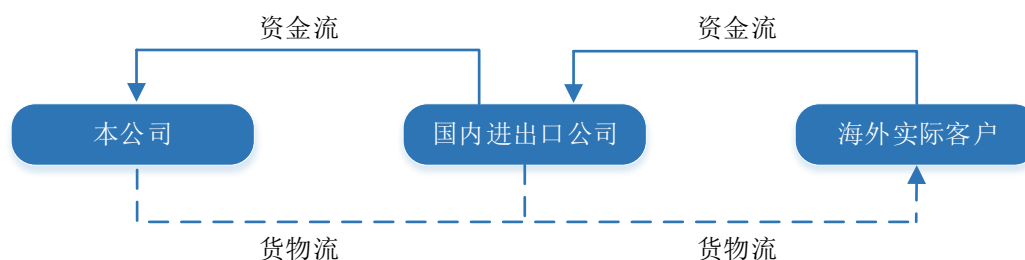 资金流
资金流
本公司
国内进出口公司
海外实际客户
货物流
货物流